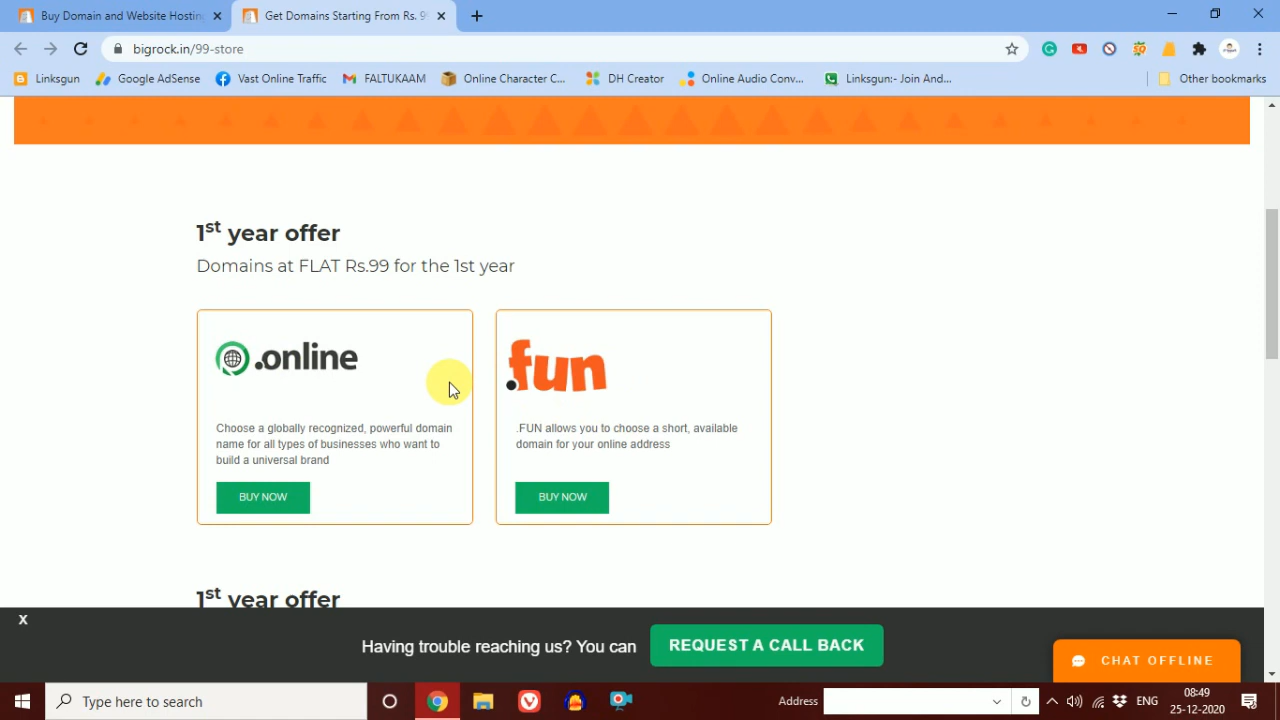 Buy Domain and Website Hosting
Get Domains Starting From Rs. 99
bigrock.in/99-store
Linksgun
Google AdSense
Vast Online Traffic
FALTUKAAM
Online Character C...
DH Creator
Online Audio Conv...
Linksgun:- Join And...
Other bookmarks
1st year offer
Domains at FLAT Rs.99 for the 1st year
.online
.fun
Choose a globally recognized, powerful domain
name for all types of businesses who want to
build a universal brand
.FUN allows you to choose a short, available
domain for your online address
BUY NOW
BUY NOW
1st year offer
X
Having trouble reaching us? You can
REQUEST A CALL BACK
CHAT OFFLINE
Type here to search
Address
ENG
08:49
25-12-2020